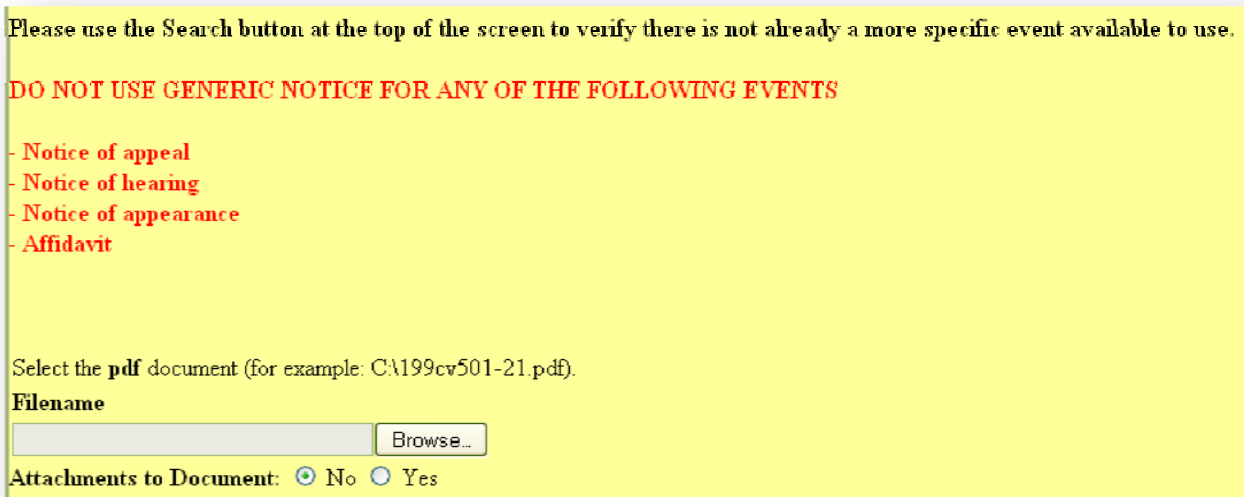 Please use the Search button at the top of the screen to verify there is not already a more specific event available to use.
DO NOT USE GENERIC NOTICE FOR ANY OF THE FOLLOWING EVENTS
- Notice of appeal
- Notice of hearing
- Notice of appearance
- Affidavit
Select the pdf document (for example: C:\199cv501-21.pdf).
Filename
Browse...
Attachments to Document: No Yes